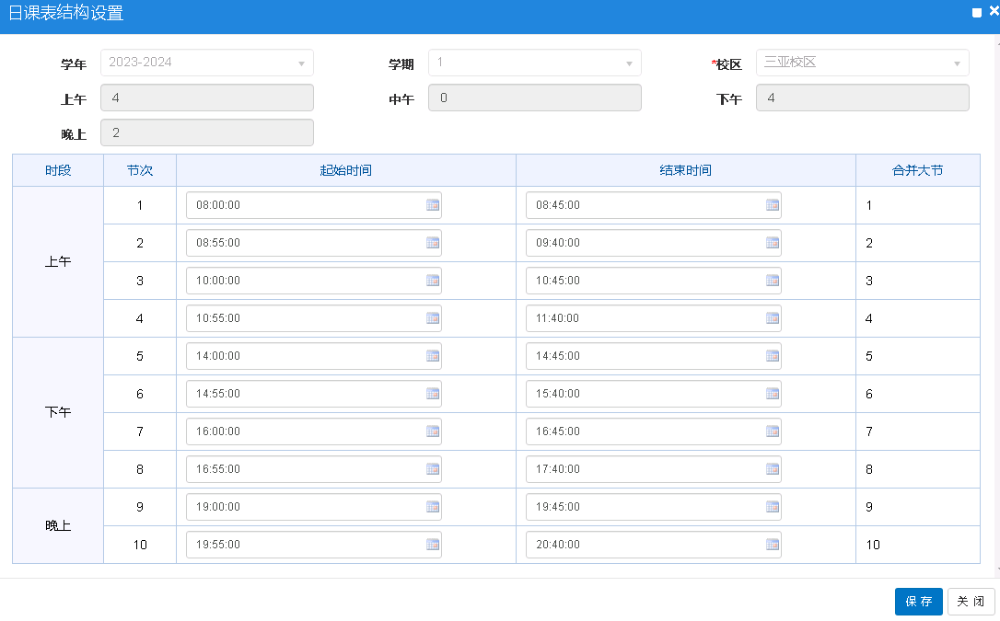 日课表结构设置
学年 2023-2024 学期 1 *校区 三亚校区
上午 4 中午 0 下午 4
晚上 2
时段 节次 起始时间 结束时间 合并大节
上午
1 08:00:00 08:45:00 1
2 08:55:00 09:40:00 2
3 10:00:00 10:45:00 3
4 10:55:00 11:40:00 4
下午
5 14:00:00 14:45:00 5
6 14:55:00 15:40:00 6
7 16:00:00 16:45:00 7
8 16:55:00 17:40:00 8
晚上
9 19:00:00 19:45:00 9
10 19:55:00 20:40:00 10
保 存 关 闭